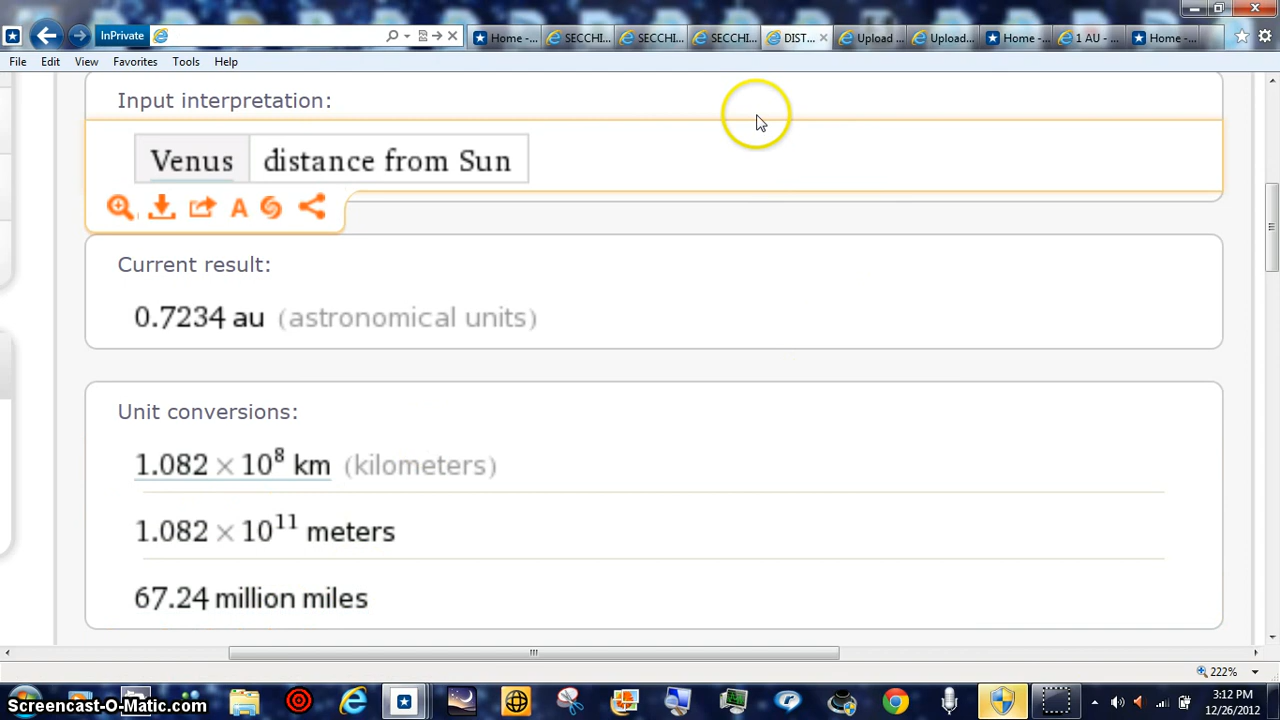 InPrivate
Home -...
SECCHI...
SECCHI...
SECCHI...
DIST...
Upload ...
Upload...
Home -...
1 AU - ...
Home -...
File Edit View Favorites Tools Help
Input interpretation:
Venus distance from Sun
A
Current result:
0.7234 au (astronomical units)
Unit conversions:
1.082 × 10⁸ km (kilometers)
1.082 × 10¹¹ meters
67.24 million miles
222%
3:12 PM
12/26/2012
Screencast-O-Matic.com